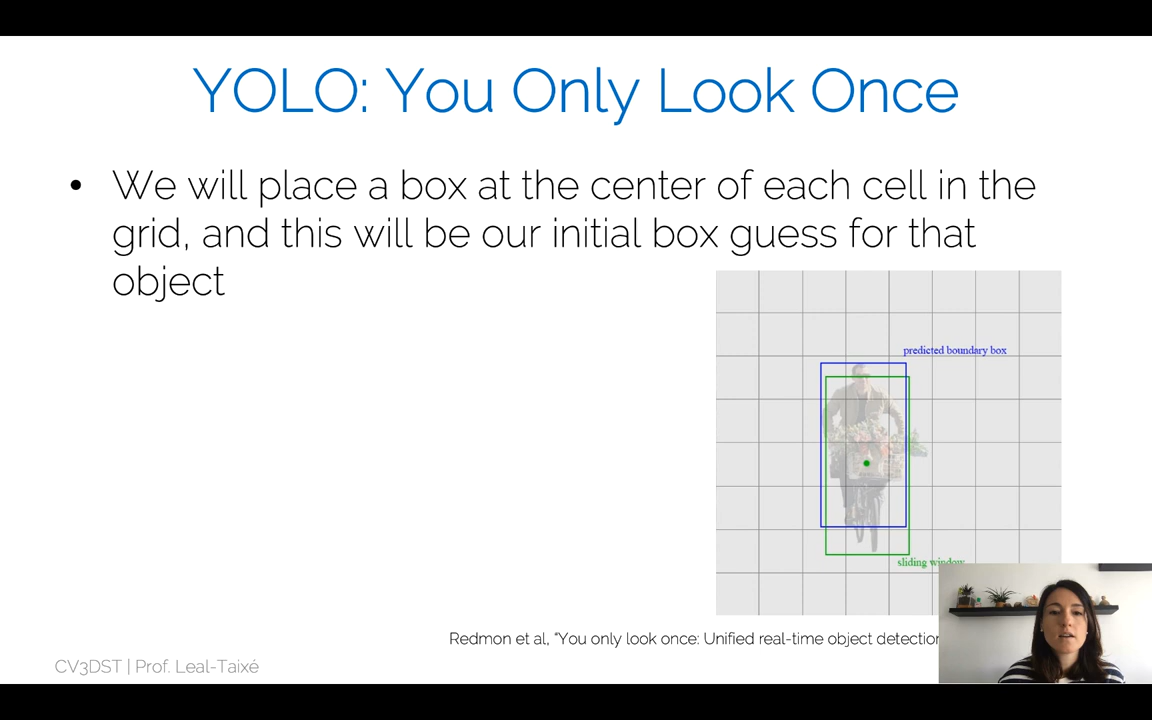 YOLO: You Only Look Once
• We will place a box at the center of each cell in the
grid, and this will be our initial box guess for that
object
predicted boundary box
sliding window
Redmon et al, “You only look once: Unified real-time object detection
CV3DST | Prof. Leal-Taixé